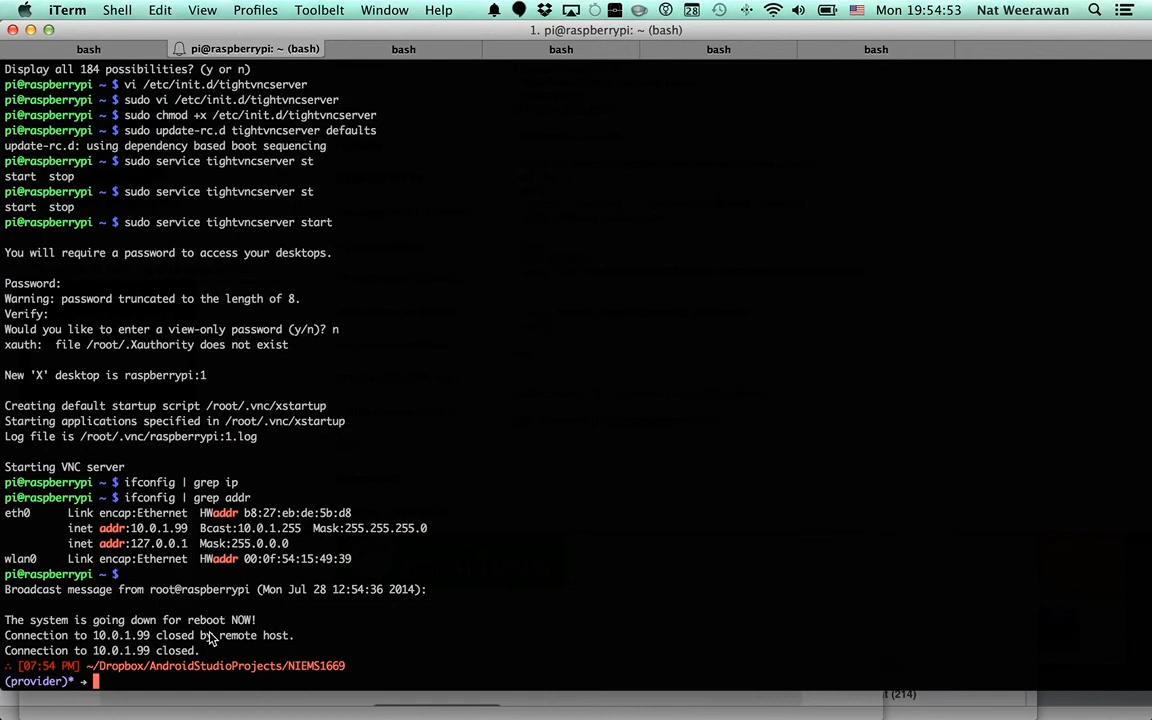 iTerm Shell Edit View Profiles Toolbelt Window Help 28 Mon 19:54:53 Nat Weerawan
1. pi@raspberrypi: ~ (bash)
bash pi@raspberrypi: ~ (bash) bash bash bash bash
Display all 184 possibilities? (y or n)
pi@raspberrypi ~ $ vi /etc/init.d/tightvncserver
pi@raspberrypi ~ $ sudo vi /etc/init.d/tightvncserver
pi@raspberrypi ~ $ sudo chmod +x /etc/init.d/tightvncserver
pi@raspberrypi ~ $ sudo update-rc.d tightvncserver defaults
update-rc.d: using dependency based boot sequencing
pi@raspberrypi ~ $ sudo service tightvncserver st
start  stop
pi@raspberrypi ~ $ sudo service tightvncserver st
start  stop
pi@raspberrypi ~ $ sudo service tightvncserver start
You will require a password to access your desktops.
Password:
Warning: password truncated to the length of 8.
Verify:
Would you like to enter a view-only password (y/n)? n
xauth:  file /root/.Xauthority does not exist
New 'X' desktop is raspberrypi:1
Creating default startup script /root/.vnc/xstartup
Starting applications specified in /root/.vnc/xstartup
Log file is /root/.vnc/raspberrypi:1.log
Starting VNC server
pi@raspberrypi ~ $ ifconfig | grep ip
pi@raspberrypi ~ $ ifconfig | grep addr
eth0      Link encap:Ethernet  HWaddr b8:27:eb:de:5b:d8
inet addr:10.0.1.99  Bcast:10.0.1.255  Mask:255.255.255.0
inet addr:127.0.0.1  Mask:255.0.0.0
wlan0     Link encap:Ethernet  HWaddr 00:0f:54:15:49:39
pi@raspberrypi ~ $
Broadcast message from root@raspberrypi (Mon Jul 28 12:54:36 2014):
The system is going down for reboot NOW!
Connection to 10.0.1.99 closed by remote host.
Connection to 10.0.1.99 closed.
∴ [07:54 PM] ~/Dropbox/AndroidStudioProjects/NIEMS1669
(provider)* →
(214)